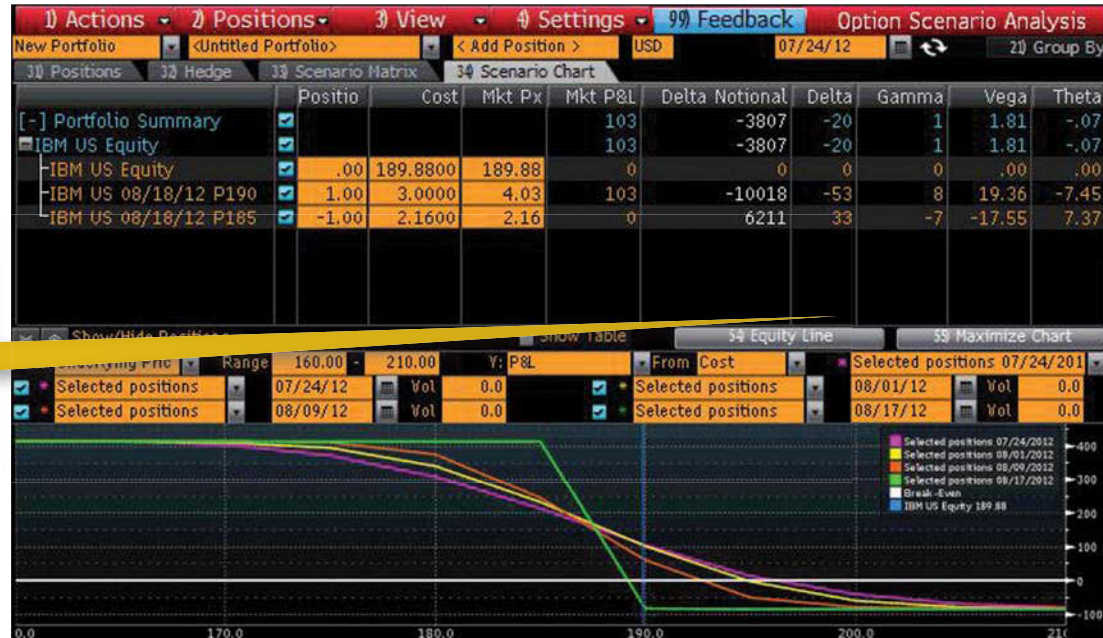 1) Actions 2) Positions 3) View 4) Settings 99) Feedback Option Scenario Analysis
New Portfolio <Untitled Portfolio> < Add Position > USD 07/24/12 21) Group By
31) Positions 32) Hedge 33) Scenario Matrix 34) Scenario Chart
Positio Cost Mkt Px Mkt P&L Delta Notional Delta Gamma Vega Theta
[-] Portfolio Summary 103 -3807 -20 1 1.81 -.07
IBM US Equity 103 -3807 -20 1 1.81 -.07
IBM US Equity .00 189.8800 189.88 0 0 0 0 .00 .00
IBM US 08/18/12 P190 1.00 3.0000 4.03 103 -10018 -53 8 19.36 -7.45
IBM US 08/18/12 P185 -1.00 2.1600 2.16 0 6211 33 -7 -17.55 7.37
Show/Hide Show Table 54) Equity Line 55) Maximize Chart
Range 160.00 - 210.00 Y: P&L From Cost Selected positions 07/24/201
Selected positions 07/24/12 Vol 0.0 Selected positions 08/01/12 Vol 0.0
Selected positions 08/09/12 Vol 0.0 Selected positions 08/17/12 Vol 0.0
Selected positions 07/24/2012
Selected positions 08/01/2012
Selected positions 08/09/2012
Selected positions 08/17/2012
Break-Even
IBM US Equity 189.88
400
300
200
100
0
-100
0.0 170.0 180.0 190.0 200.0 210